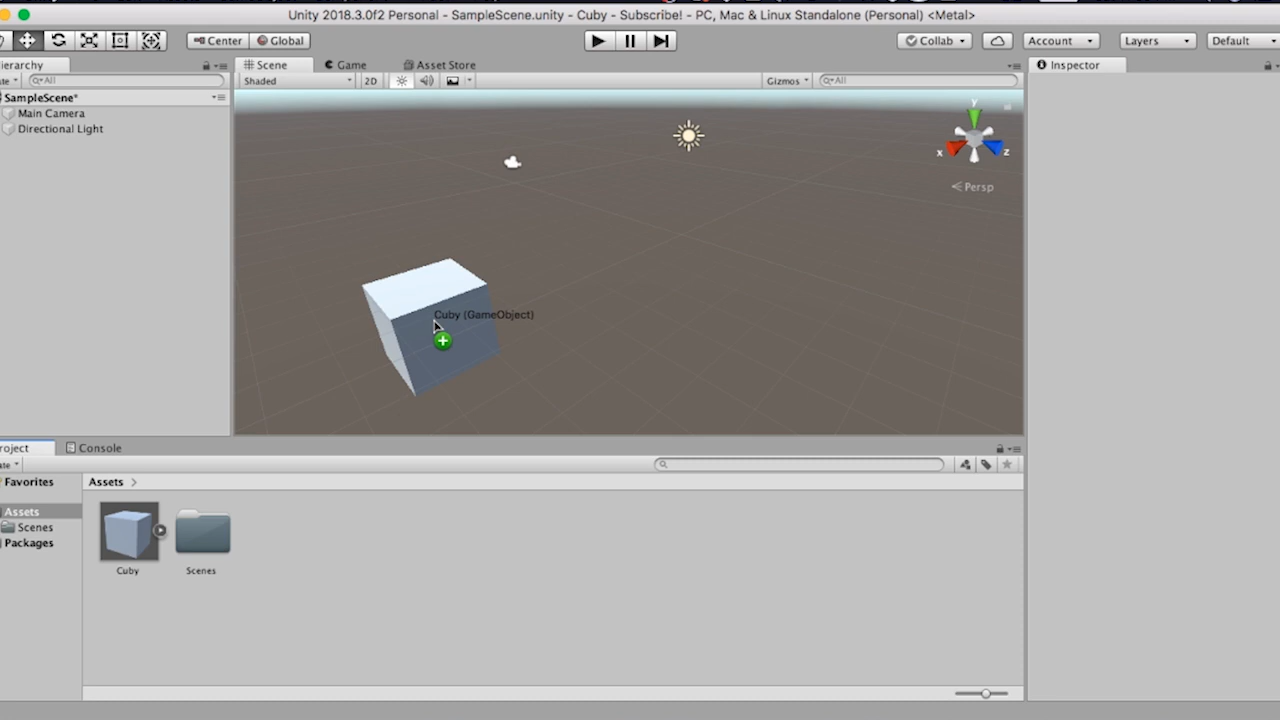 Unity 2018.3.0f2 Personal - SampleScene.unity - Cuby - Subscribe! - PC, Mac & Linux Standalone (Personal) <Metal>
Center Global Collab Account Layers Default
ierarchy Scene Game Asset Store Inspector
te All Shaded 2D Gizmos All
SampleScene*
Main Camera
Directional Light
y
x z
Persp
Cuby (GameObject)
roject Console
ate
Favorites Assets
Assets
Scenes
Packages
Cuby Scenes